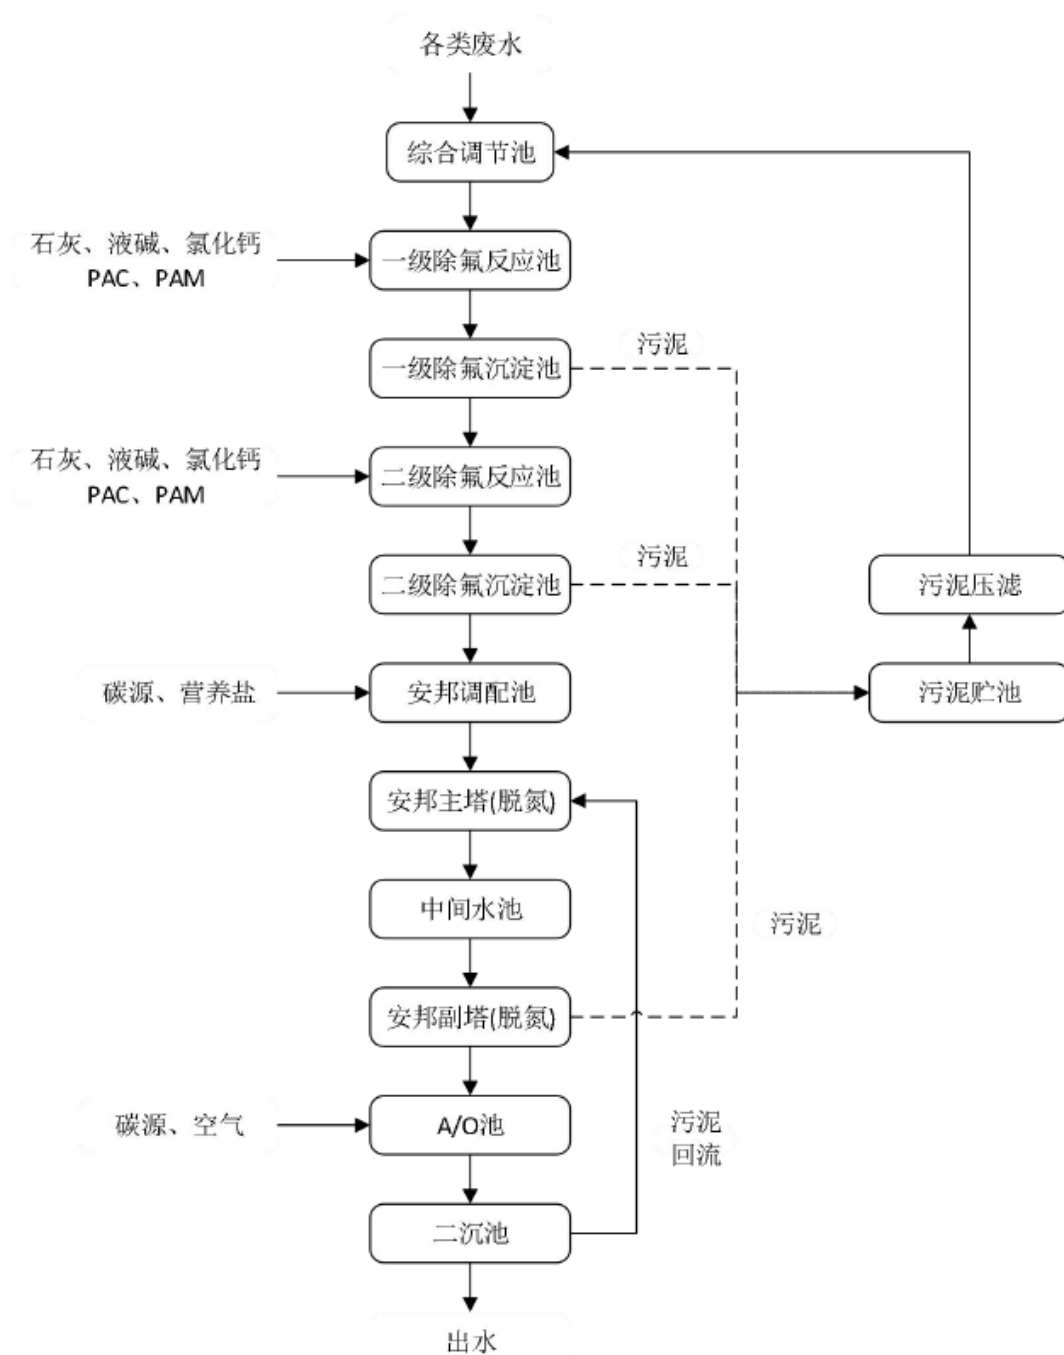 各类废水
综合调节池
石灰、液碱、氯化钙
PAC、PAM
一级除氟反应池
污泥
一级除氟沉淀池
石灰、液碱、氯化钙
PAC、PAM
二级除氟反应池
污泥
二级除氟沉淀池
污泥压滤
碳源、营养盐
安邦调配池
污泥贮池
安邦主塔(脱氮)
中间水池
污泥
安邦副塔(脱氮)
碳源、空气
A/O池
污泥
回流
二沉池
出水